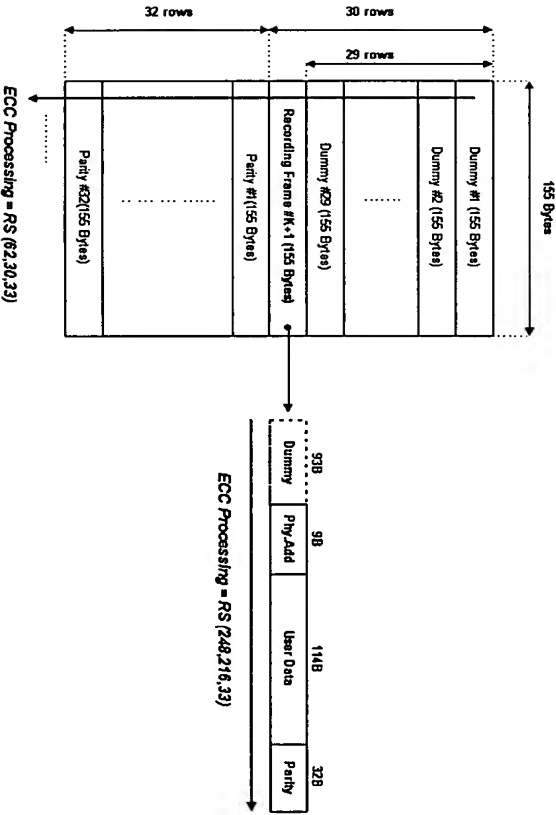 155 Bytes
32 rows
30 rows
29 rows
Dummy #1 (155 Bytes)
Dummy #2 (155 Bytes)
........
Dummy #29 (155 Bytes)
Recording Frame #K+1 (155 Bytes)
Parity #1(155 Bytes)
... ... ... ...
Parity #32(155 Bytes)
ECC Processing = RS (62,30,33)
93B
9B
114B
32B
Dummy
Phy.Add
User Data
Parity
ECC Processing = RS (248,216,33)